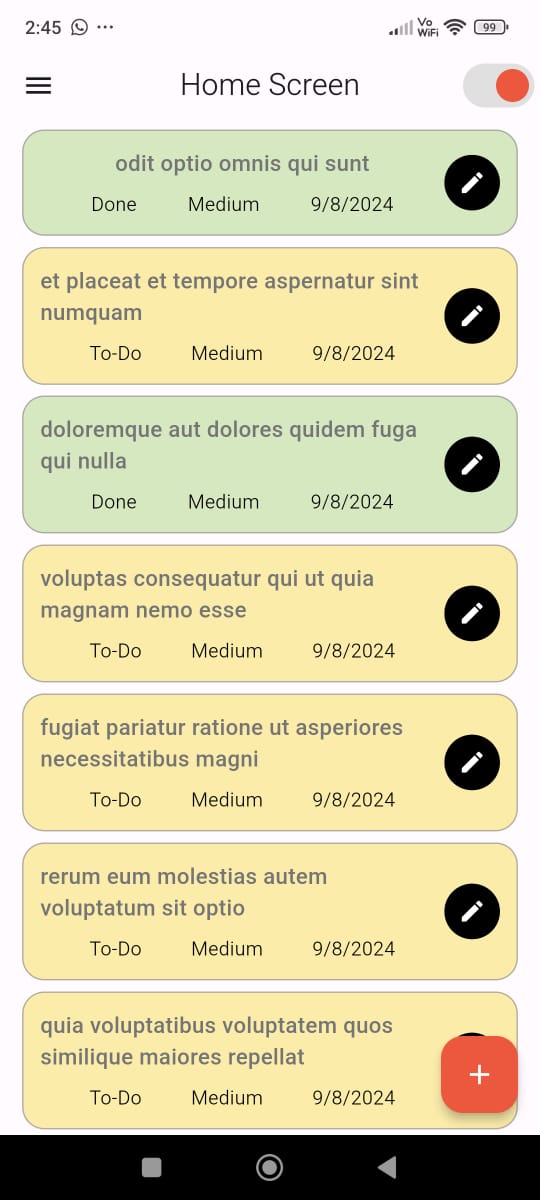 2:45
Vo
WiFi
99
Home Screen
odit optio omnis qui sunt
Done Medium 9/8/2024
et placeat et tempore aspernatur sint
numquam
To-Do Medium 9/8/2024
doloremque aut dolores quidem fuga
qui nulla
Done Medium 9/8/2024
voluptas consequatur qui ut quia
magnam nemo esse
To-Do Medium 9/8/2024
fugiat pariatur ratione ut asperiores
necessitatibus magni
To-Do Medium 9/8/2024
rerum eum molestias autem
voluptatum sit optio
To-Do Medium 9/8/2024
quia voluptatibus voluptatem quos
similique maiores repellat
To-Do Medium 9/8/2024